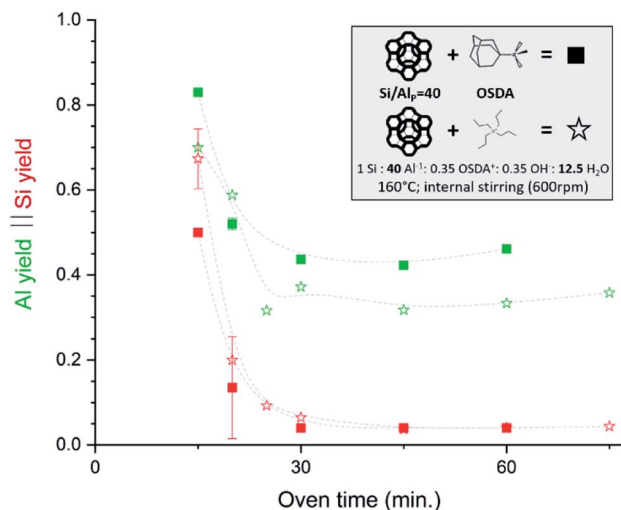 Al yield || Si yield
1.0
0.8
0.6
0.4
0.2
0.0
0
30
60
Oven time (min.)
+
=
Si/AlP=40
OSDA
+
N+
=
1 Si : 40 Al⁻¹: 0.35 OSDA⁺: 0.35 OH⁻: 12.5 H₂O
160°C; internal stirring (600rpm)